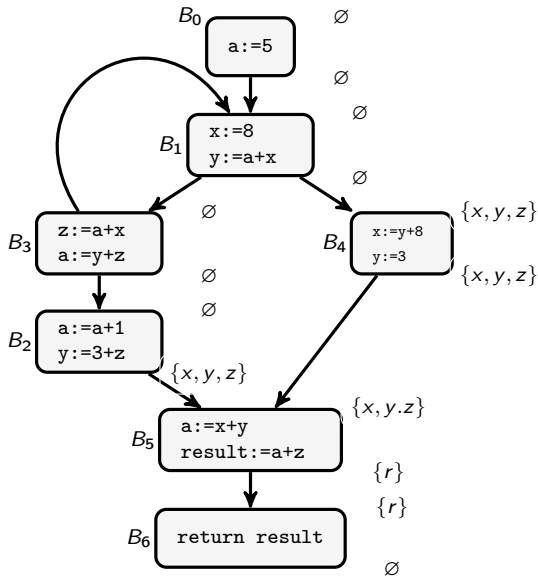 B0
∅
a:=5
∅
∅
B1
x:=8
y:=a+x
∅
B3
z:=a+x
a:=y+z
∅
B4
x:=y+8
y:=3
{x, y, z}
∅
{x, y, z}
∅
B2
a:=a+1
y:=3+z
{x, y, z}
{x, y.z}
B5
a:=x+y
result:=a+z
{r}
{r}
B6
return result
∅